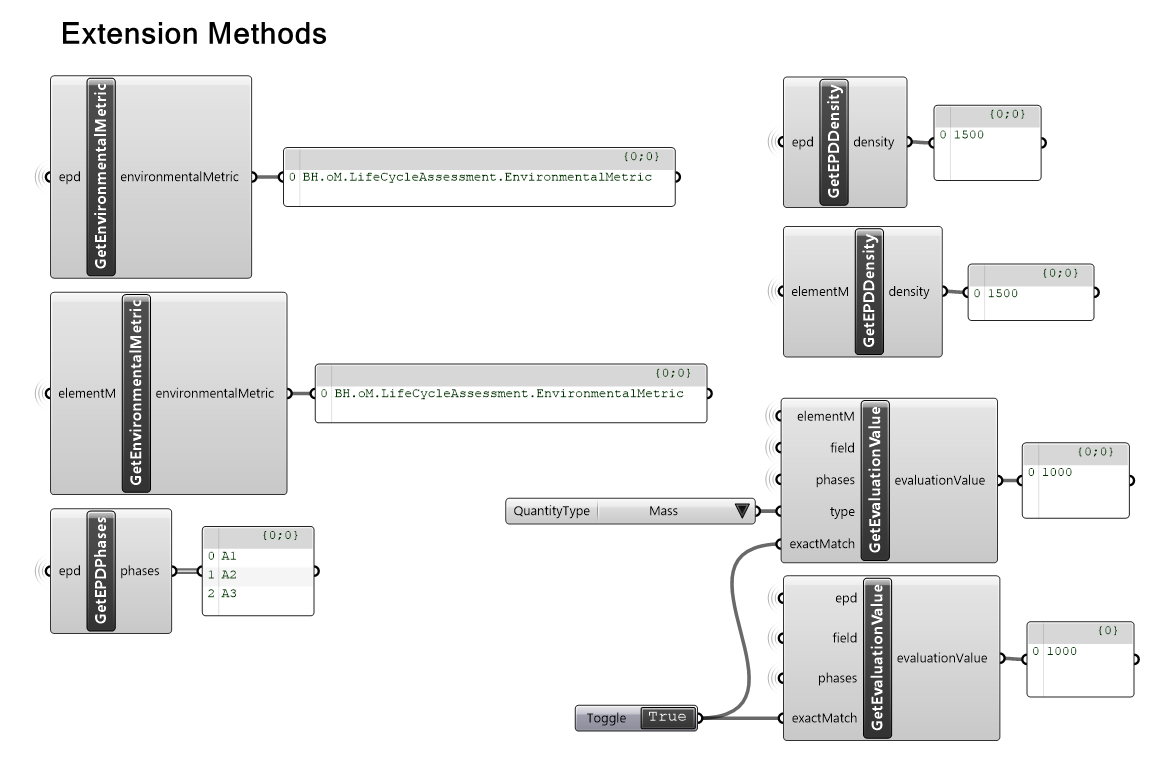 Extension Methods
epd
GetEnvironmentalMetric
environmentalMetric
{0;0}
0 BH.oM.LifeCycleAssessment.EnvironmentalMetric
elementM
GetEnvironmentalMetric
environmentalMetric
{0;0}
0 BH.oM.LifeCycleAssessment.EnvironmentalMetric
epd
GetEPDPhases
phases
{0;0}
0 A1
1 A2
2 A3
epd
GetEPDDensity
density
{0;0}
0 1500
elementM
GetEPDDensity
density
{0;0}
0 1500
QuantityType
Mass
elementM
field
phases
type
exactMatch
GetEvaluationValue
evaluationValue
{0;0}
0 1000
Toggle
True
epd
field
phases
exactMatch
GetEvaluationValue
evaluationValue
{0}
0 1000